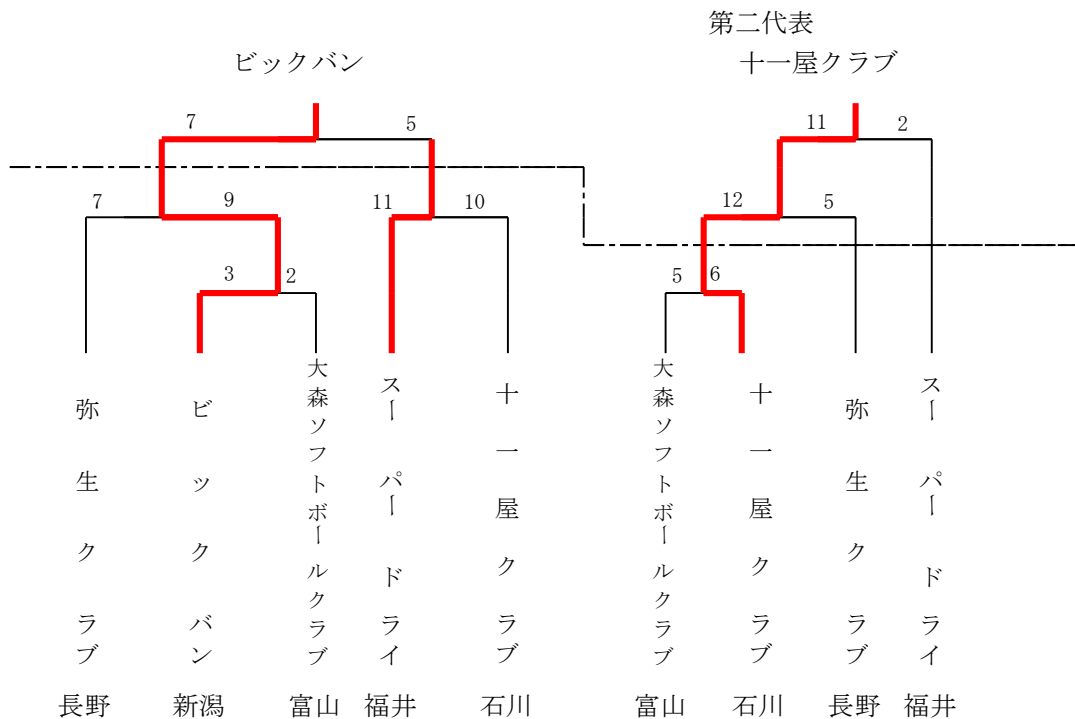 第二代表
ビックバン
十一屋クラブ
7
5
11
2
7
9
11
10
12
5
3
2
5
6
弥生クラブ
ビックバン
大森ソフトボールクラブ
スーパードライ
十一屋クラブ
大森ソフトボールクラブ
十一屋クラブ
弥生クラブ
スーパードライ
長野
新潟
富山
福井
石川
富山
石川
長野
福井